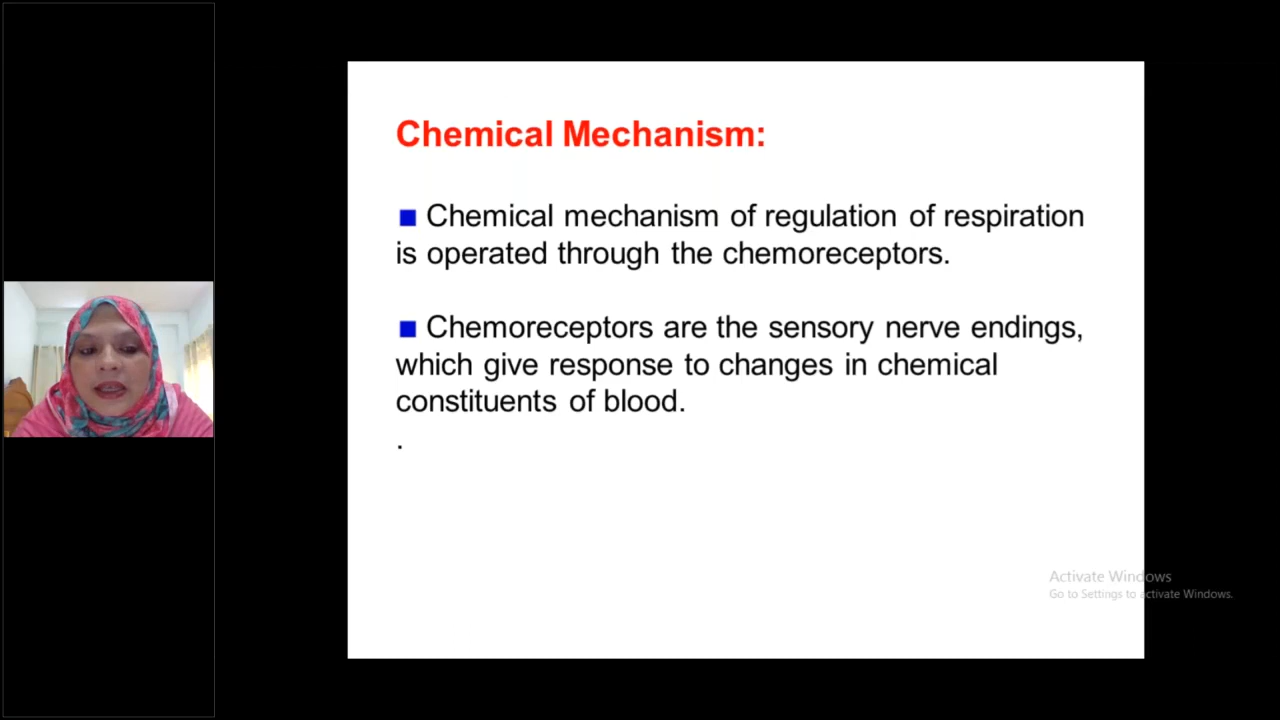 Chemical Mechanism:
Chemical mechanism of regulation of respiration
is operated through the chemoreceptors.
Chemoreceptors are the sensory nerve endings,
which give response to changes in chemical
constituents of blood.
.
Activate Windows
Go to Settings to activate Windows.